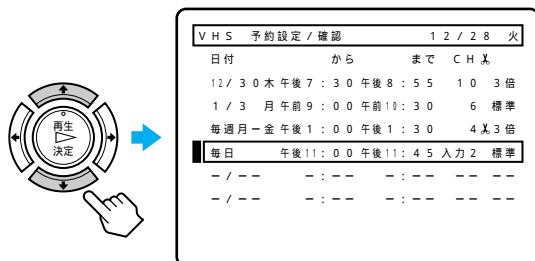 VHS 予約設定/確認 12/28 火
日付 から まで CH
12/30木 午後7:30 午後8:55 10 3倍
1/3 月 午前9:00 午前10:30 6 標準
毎週月ー金 午後1:00 午後1:30 4 3倍
毎日 午後11:00 午後11:45 入力2 標準
ー/ーー ー:ーー ー:ーー ーー ーー
ー/ーー ー:ーー ー:ーー ーー ーー
再生
決定